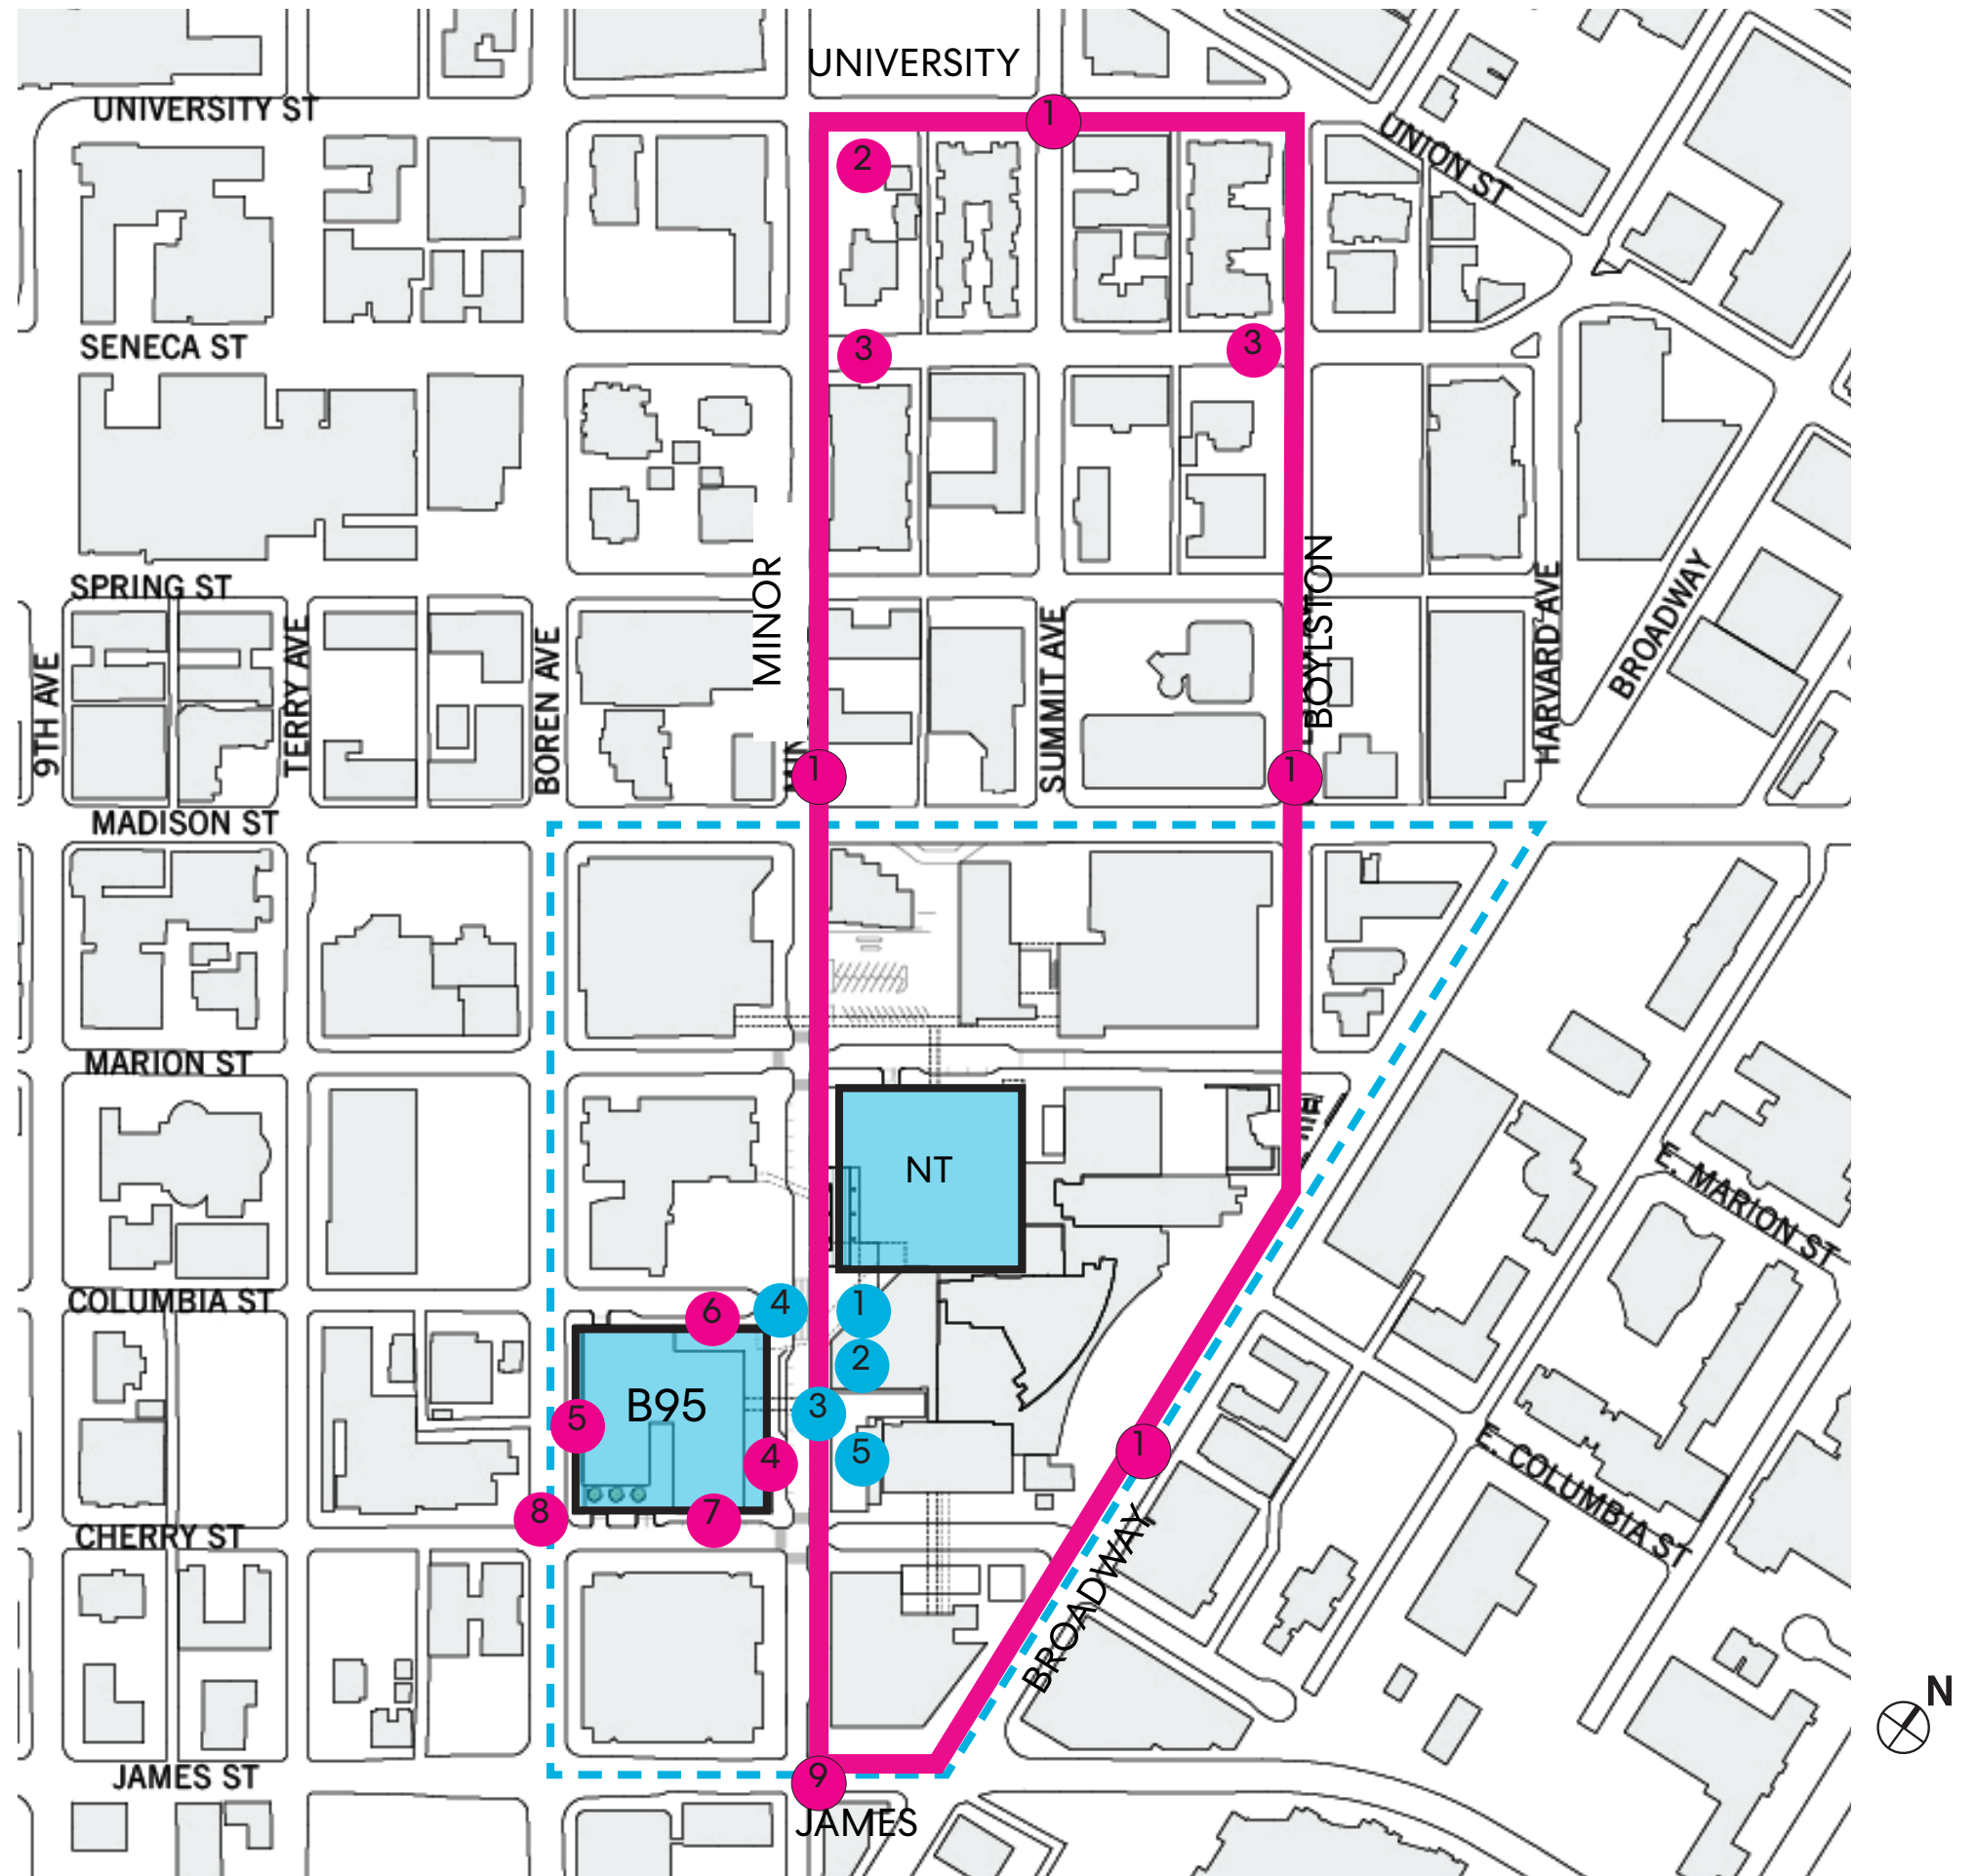 UNIVERSITY
UNIVERSITY ST
1
UNION ST
2
SENECA ST
3
3
SPRING ST
MINOR
BOYLSTON
9TH AVE
TERRY AVE
BOREN AVE
SUMMIT AVE
HARVARD AVE
BROADWAY
1
1
MADISON ST
MARION ST
NT
E. MARION ST
COLUMBIA ST
6
4
1
2
B95
5
3
4
5
1
E. COLUMBIA ST
8
7
CHERRY ST
BROADWAY
N
JAMES ST
9
JAMES